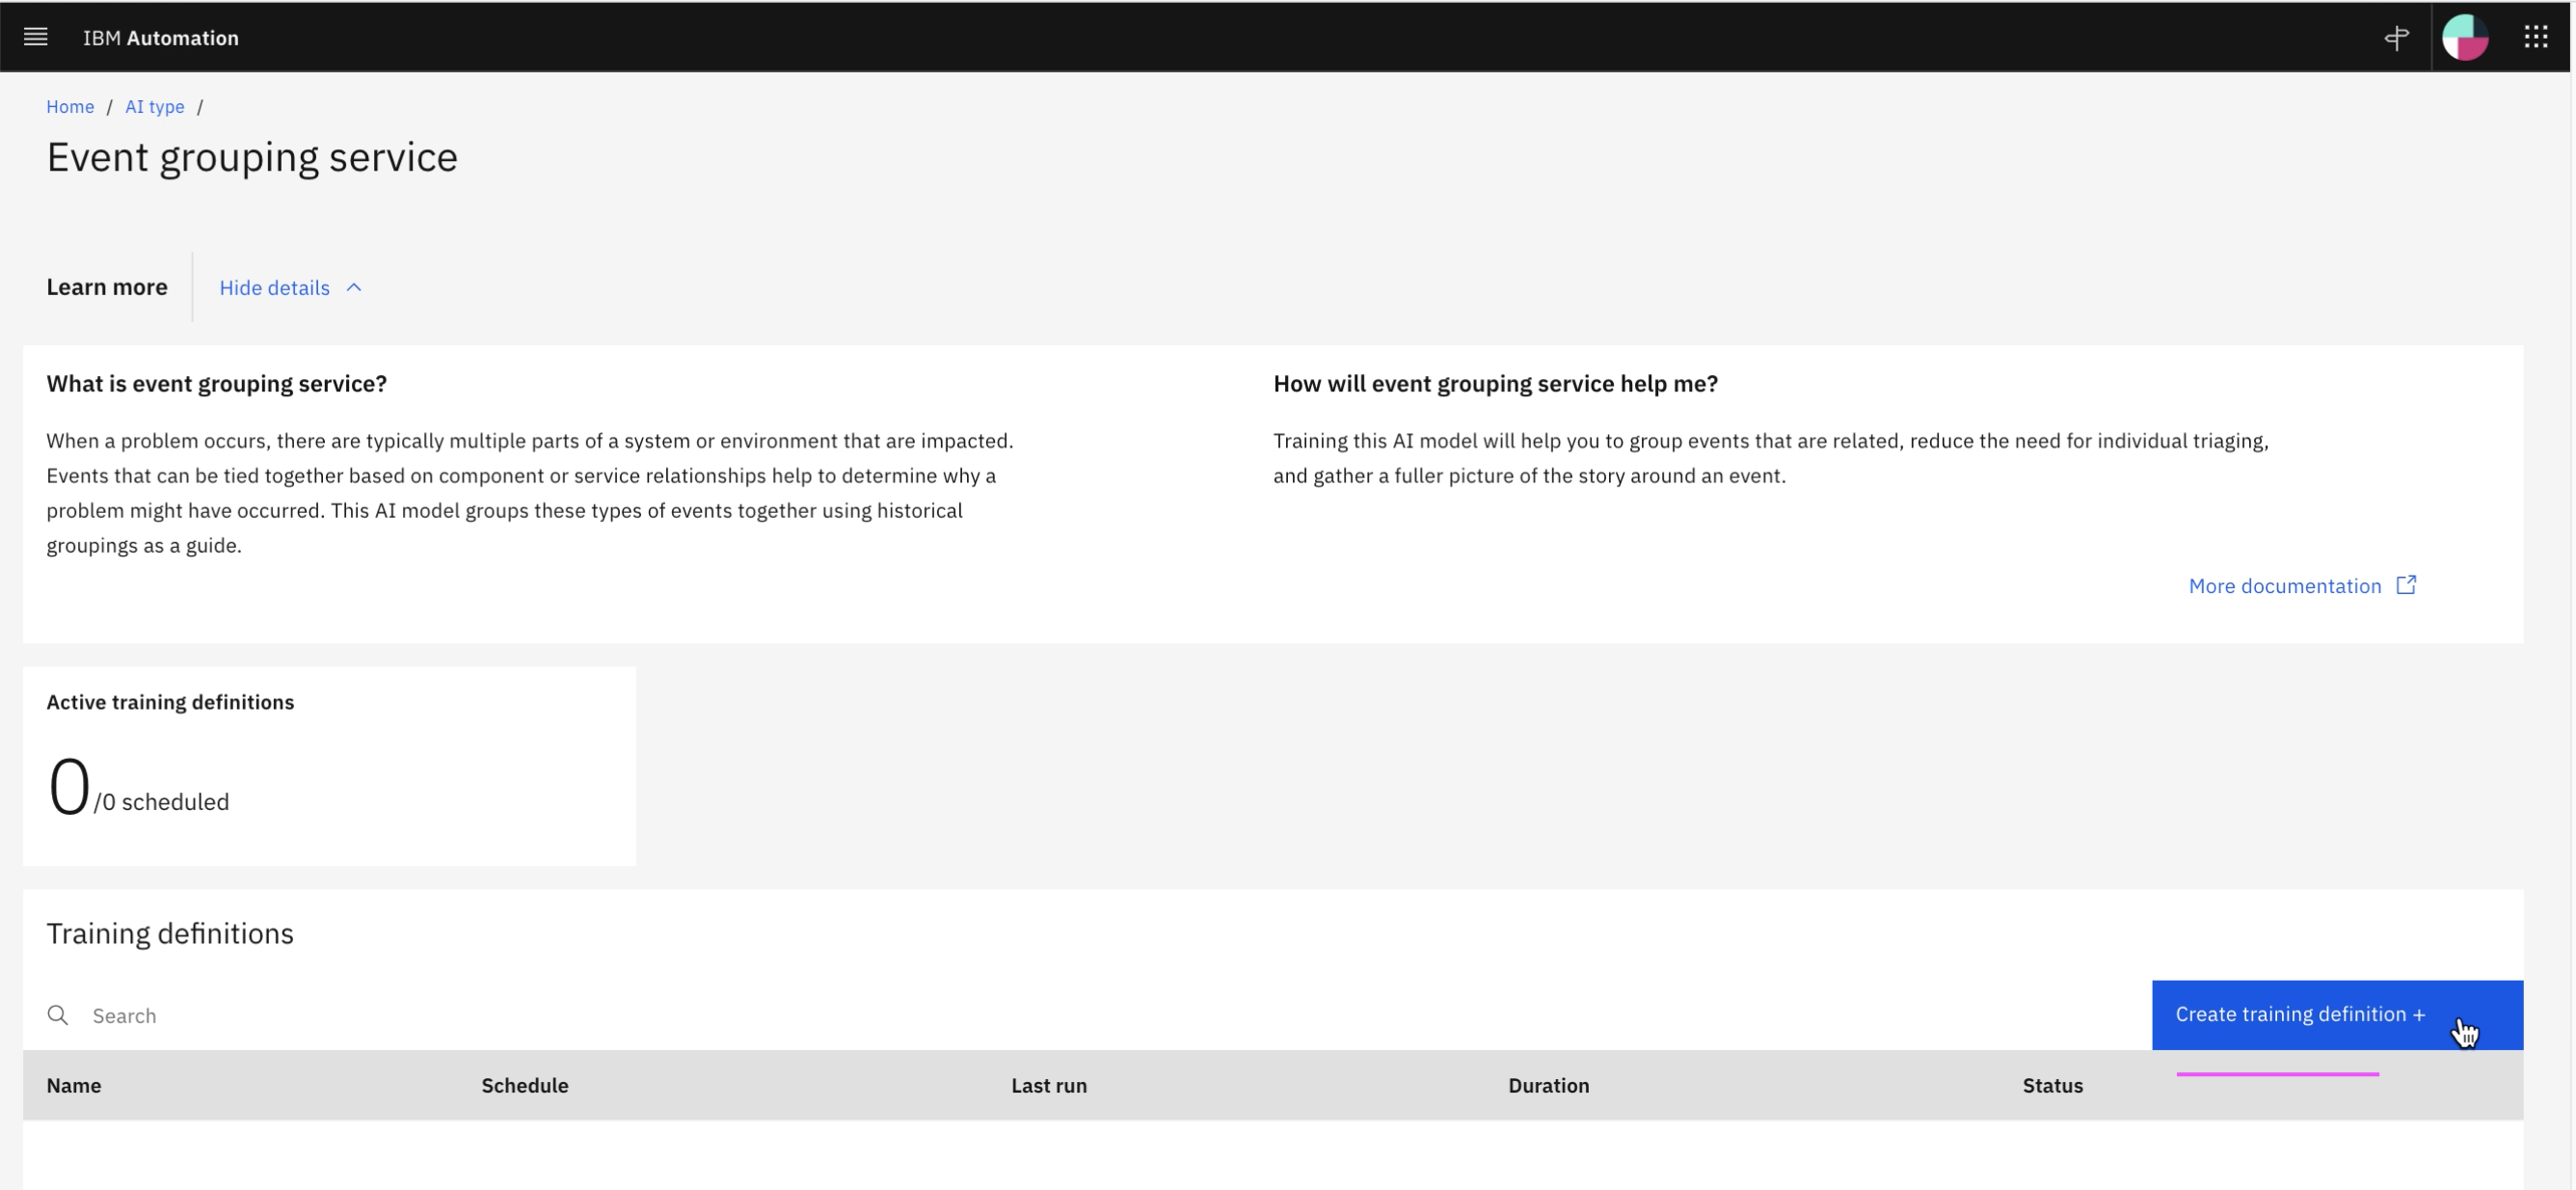 IBM Automation
Home / AI type /
Event grouping service
Learn more
Hide details
What is event grouping service?
When a problem occurs, there are typically multiple parts of a system or environment that are impacted.
Events that can be tied together based on component or service relationships help to determine why a
problem might have occurred. This AI model groups these types of events together using historical
groupings as a guide.
How will event grouping service help me?
Training this AI model will help you to group events that are related, reduce the need for individual triaging,
and gather a fuller picture of the story around an event.
More documentation
Active training definitions
0/0 scheduled
Training definitions
Search
Create training definition +
Name Schedule Last run Duration Status